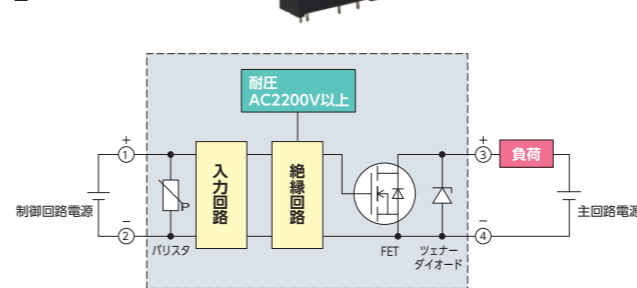 耐圧
AC2200V以上
+
①
入力回路
絶縁回路
+
③
負荷
制御回路電源
P
主回路電源
−
②
バリスタ
FET
ツェナー
ダイオード
−
④